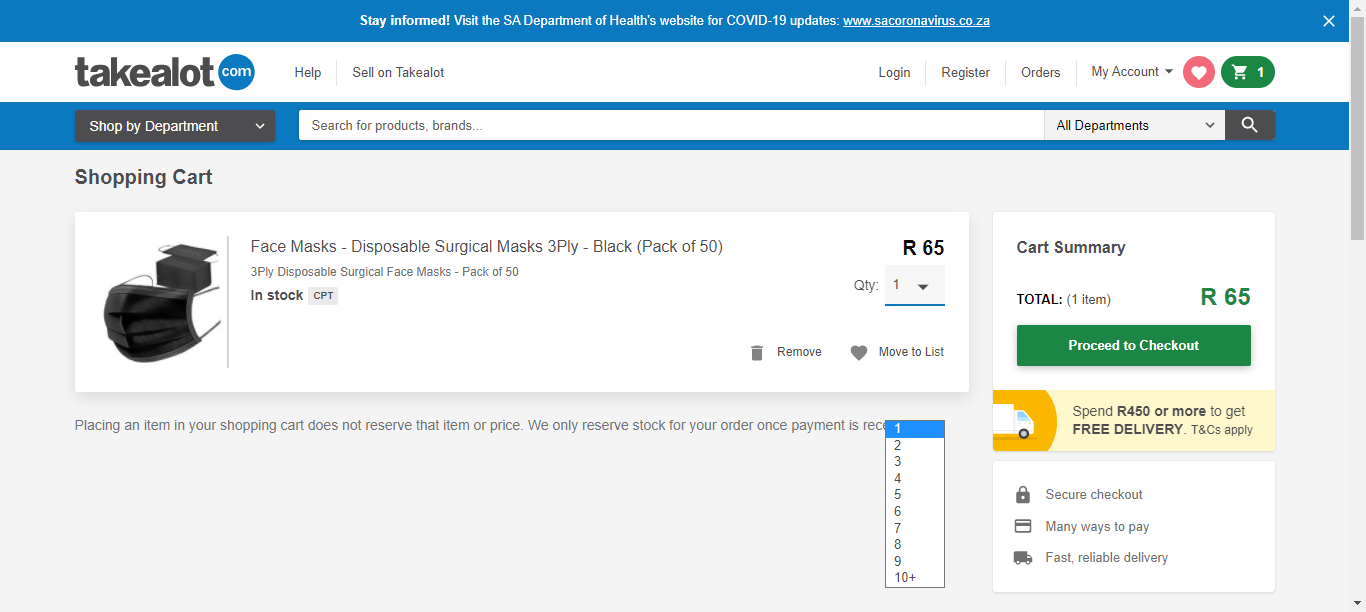 Stay informed! Visit the SA Department of Health's website for COVID-19 updates: www.sacoronavirus.co.za
takealot com
Help
Sell on Takealot
Login
Register
Orders
My Account
1
Shop by Department
Search for products, brands...
All Departments
Shopping Cart
Face Masks - Disposable Surgical Masks 3Ply - Black (Pack of 50)
R 65
3Ply Disposable Surgical Face Masks - Pack of 50
In stock CPT
Qty: 1
Remove
Move to List
Cart Summary
TOTAL: (1 item) R 65
Proceed to Checkout
Spend R450 or more to get
FREE DELIVERY. T&Cs apply
Secure checkout
Many ways to pay
Fast, reliable delivery
Placing an item in your shopping cart does not reserve that item or price. We only reserve stock for your order once payment is
1
2
3
4
5
6
7
8
9
10+